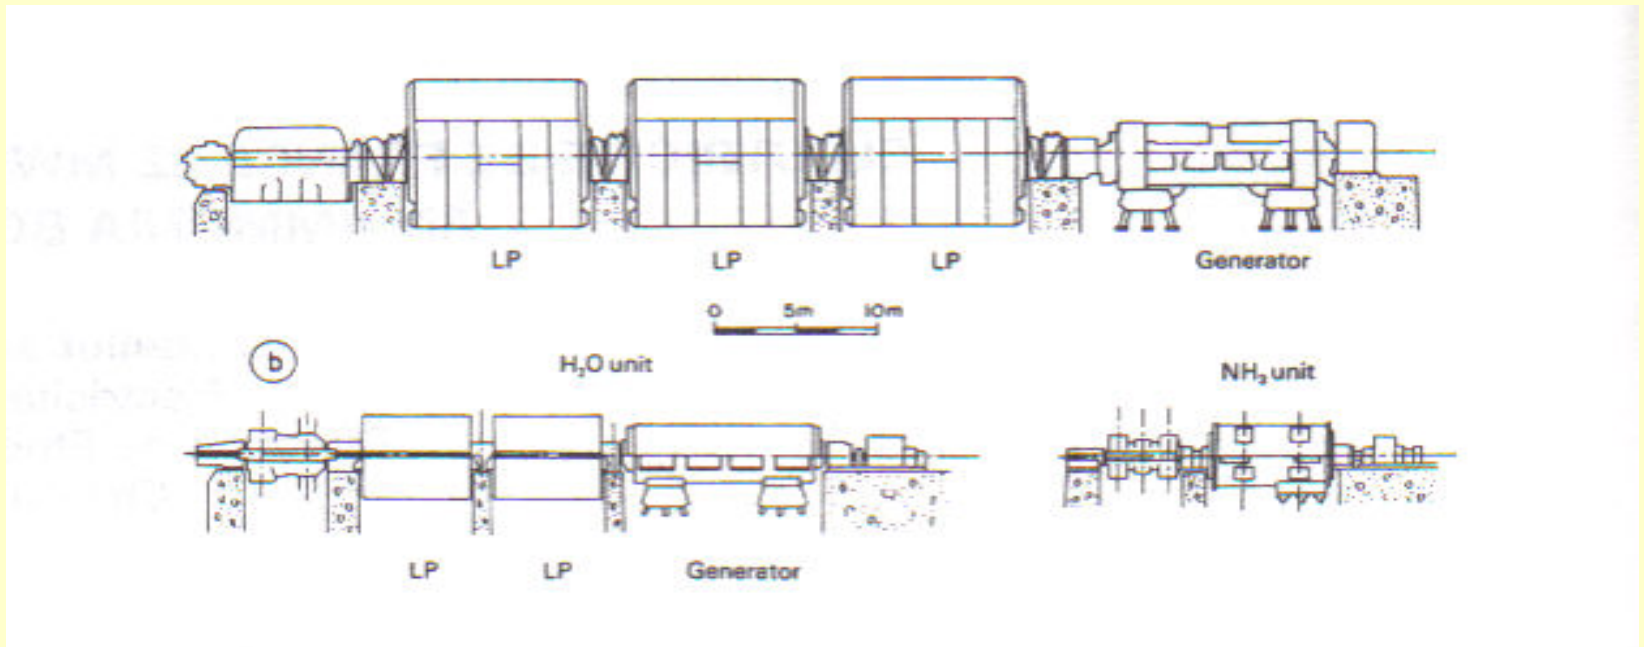 LP LP LP Generator
0 5m 10m
b H₂O unit NH₃ unit
LP LP Generator